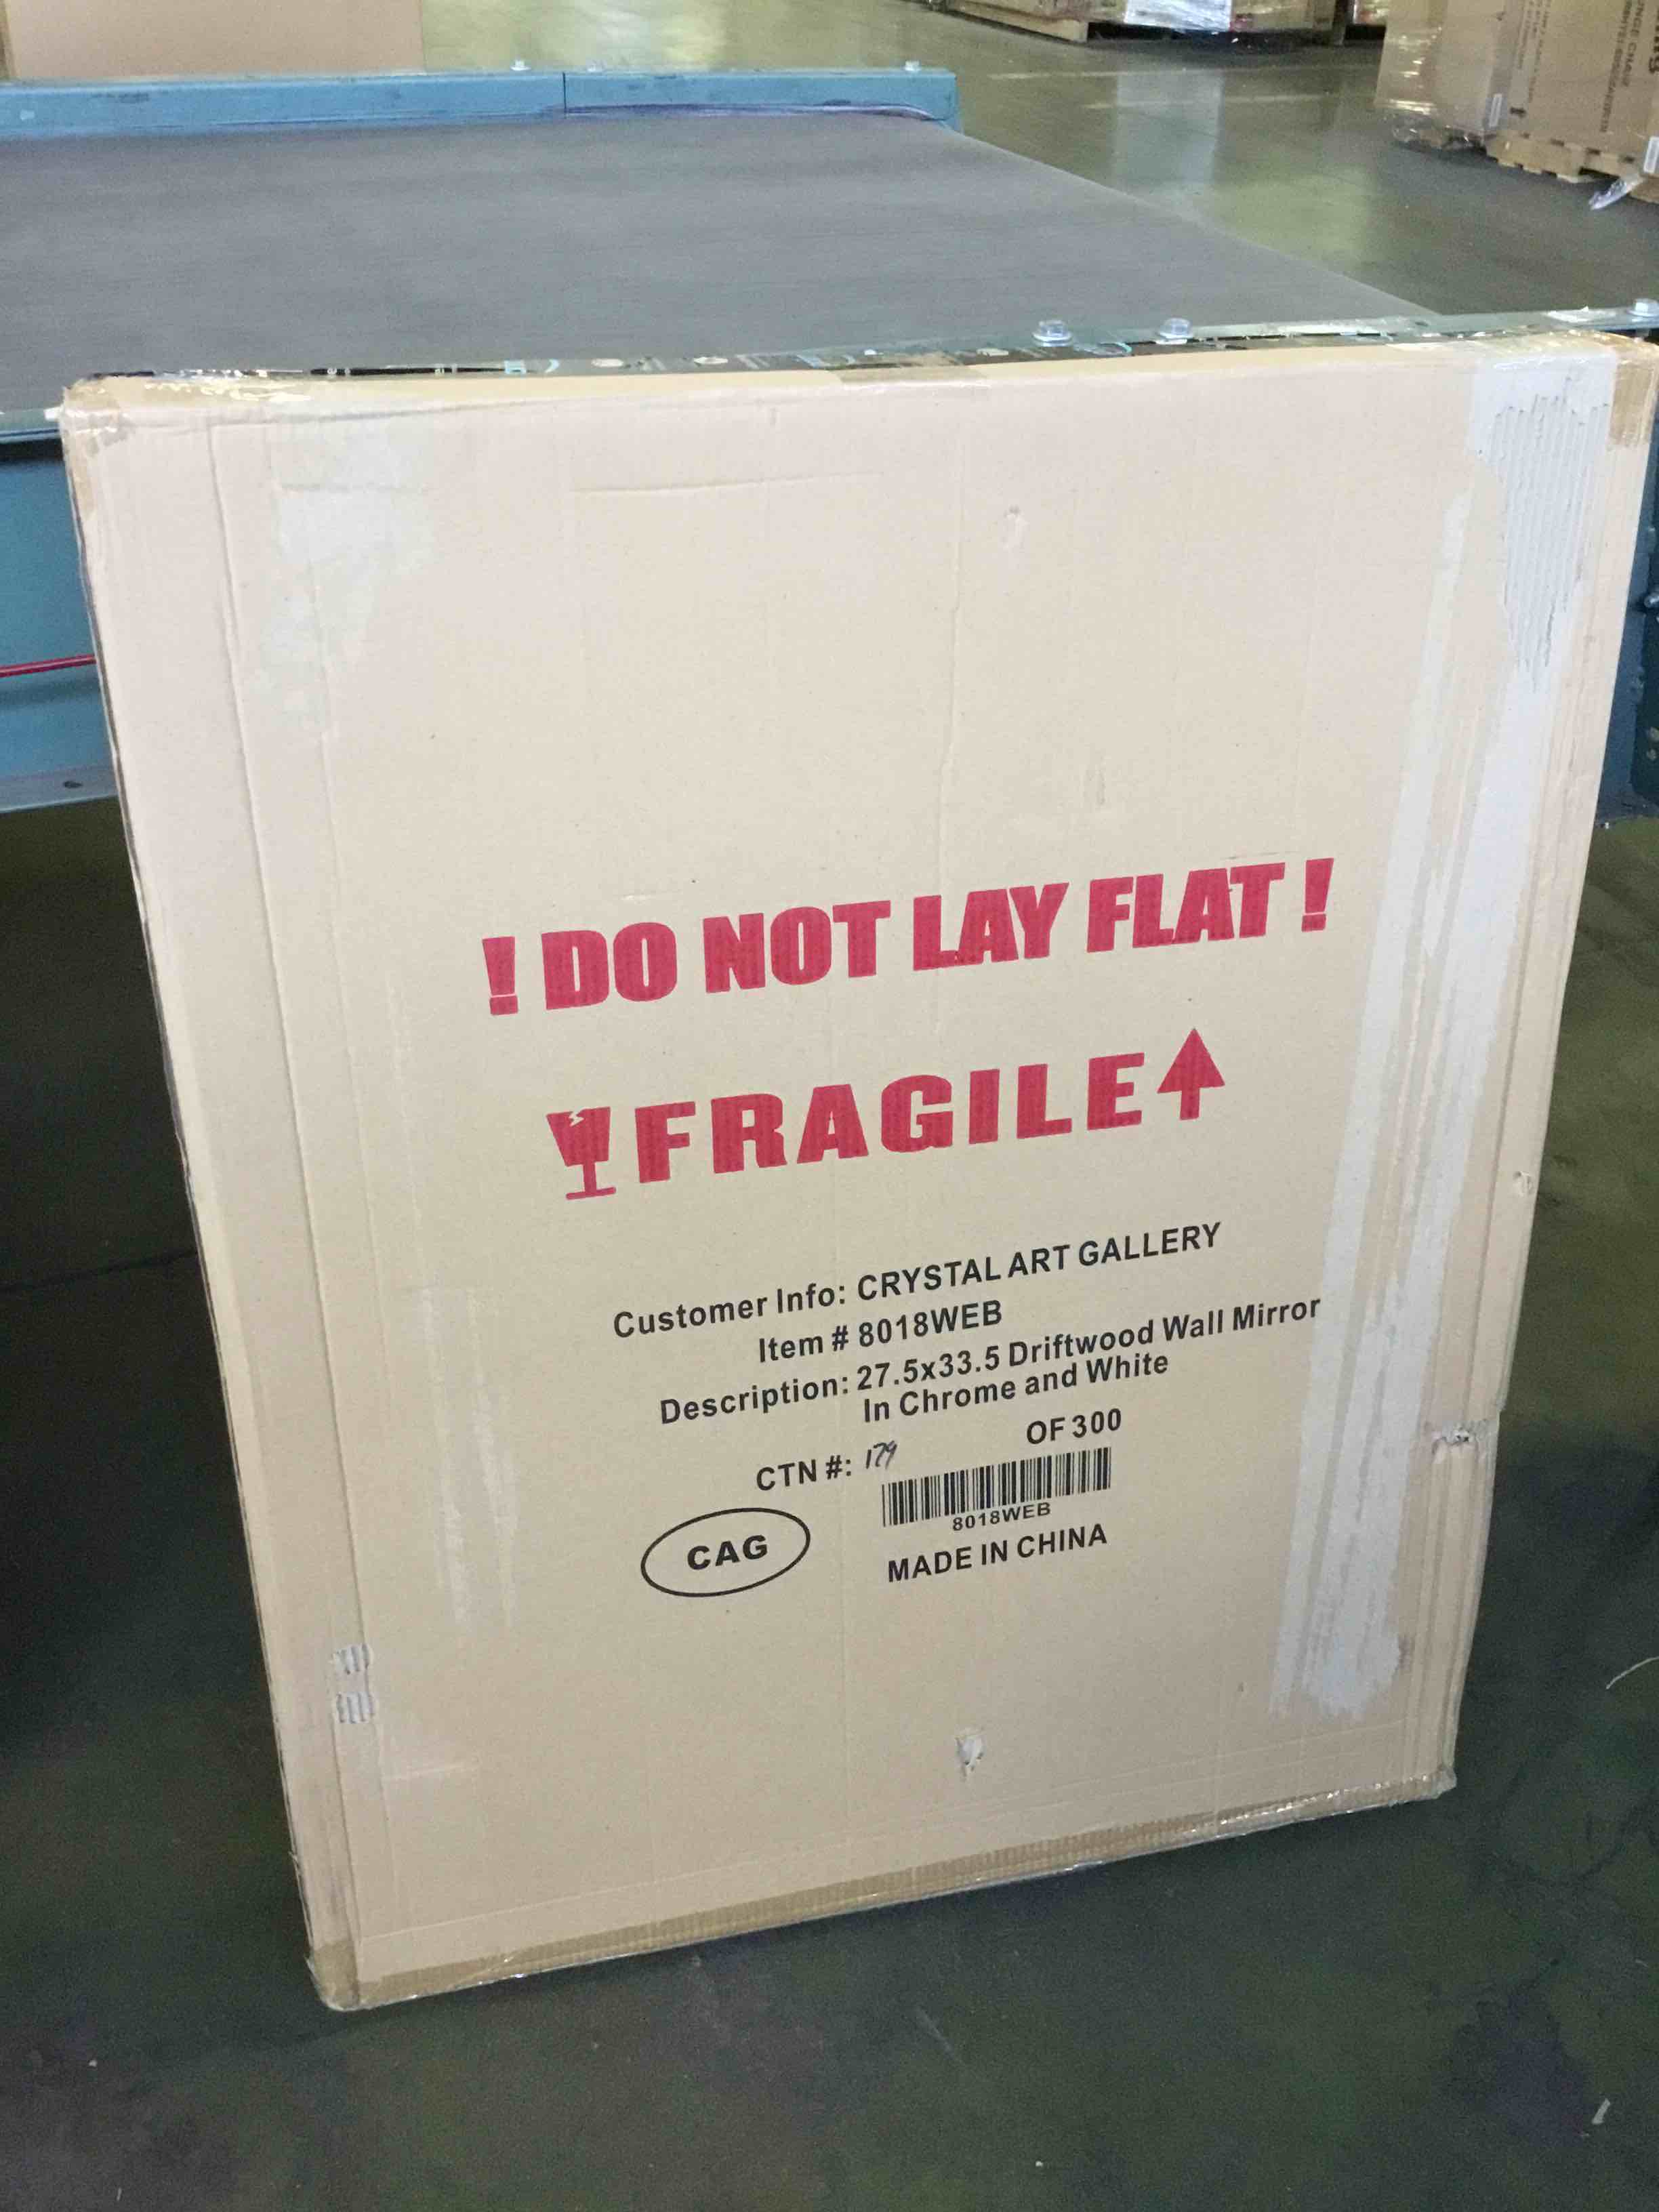 ! DO NOT LAY FLAT !
FRAGILE
Customer Info: CRYSTAL ART GALLERY
Item # 8018WEB
Description: 27.5x33.5 Driftwood Wall Mirror
In Chrome and White
CTN #: 179 OF 300
8018WEB
CAG
MADE IN CHINA